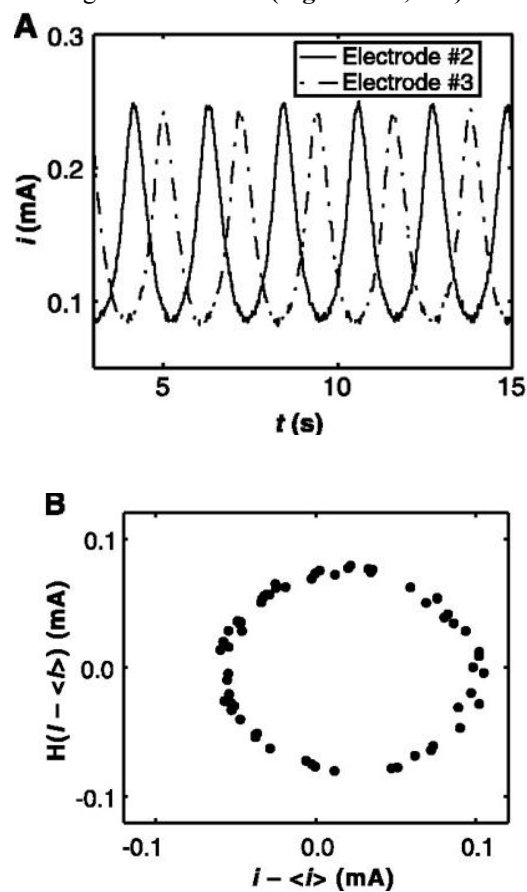 A
0.3
Electrode #2
Electrode #3
0.2
i (mA)
0.1
5
10
15
t (s)
B
0.1
H(i – <i>) (mA)
0.0
-0.1
-0.1
0.0
0.1
i – <i> (mA)